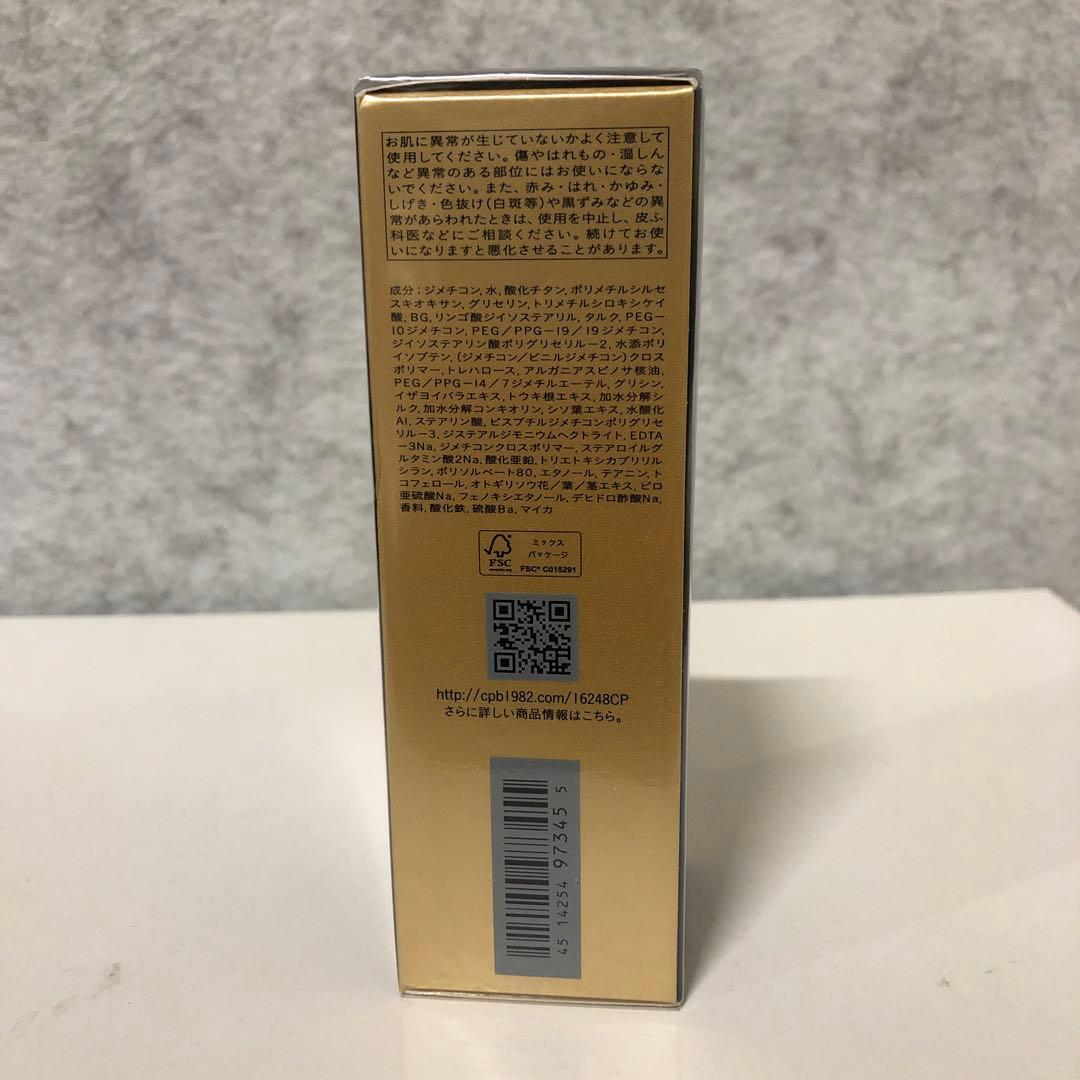 お肌に異常が生じていないかよく注意して
使用してください。傷やはれもの・湿しん
など異常のある部位にはお使いにならな
いでください。また、赤み・はれ・かゆみ・
しげき・色抜け(白斑等)や黒ずみなどの異
常があらわれたときは、使用を中止し、皮ふ
科医などにご相談ください。続けてお使
いになりますと悪化させることがあります。
成分:ジメチコン, 水, 酸化チタン, ポリメチルシルセ
スキオキサン, グリセリン, トリメチルシロキシケイ
酸, BG, リンゴ酸ジイソステアリル, タルク, PEG-
10ジメチコン, PEG/PPG-19/19ジメチコン,
ジイソステアリン酸ポリグリセリル-2, 水添ポリ
イソブテン, (ジメチコン/ビニルジメチコン)クロス
ポリマー, トレハロース, アルガニアスピノサ核油,
PEG/PPG-14/7ジメチルエーテル, グリシン,
イザヨイバラエキス, トウキ根エキス, 加水分解シ
ルク, 加水分解コンキオリン, シソ葉エキス, 水酸化
Al, ステアリン酸, ビスブチルジメチコンポリグリセ
リル-3, ジステアルジモニウムヘクトライト, EDTA
-3Na, ジメチコンクロスポリマー, ステアロイルグ
ルタミン酸2Na, 酸化亜鉛, トリエトキシカプリリル
シラン, ポリソルベート80, エタノール, テアニン, ト
コフェロール, オトギリソウ花/葉/茎エキス, ピロ
亜硫酸Na, フェノキシエタノール, デヒドロ酢酸Na,
香料, 酸化鉄, 硫酸Ba, マイカ
FSC
www.fsc.org
ミックス
パッケージ
FSC® C015291
http://cpb1982.com/16248CP
さらに詳しい商品情報はこちら。
45 14254 97345 5